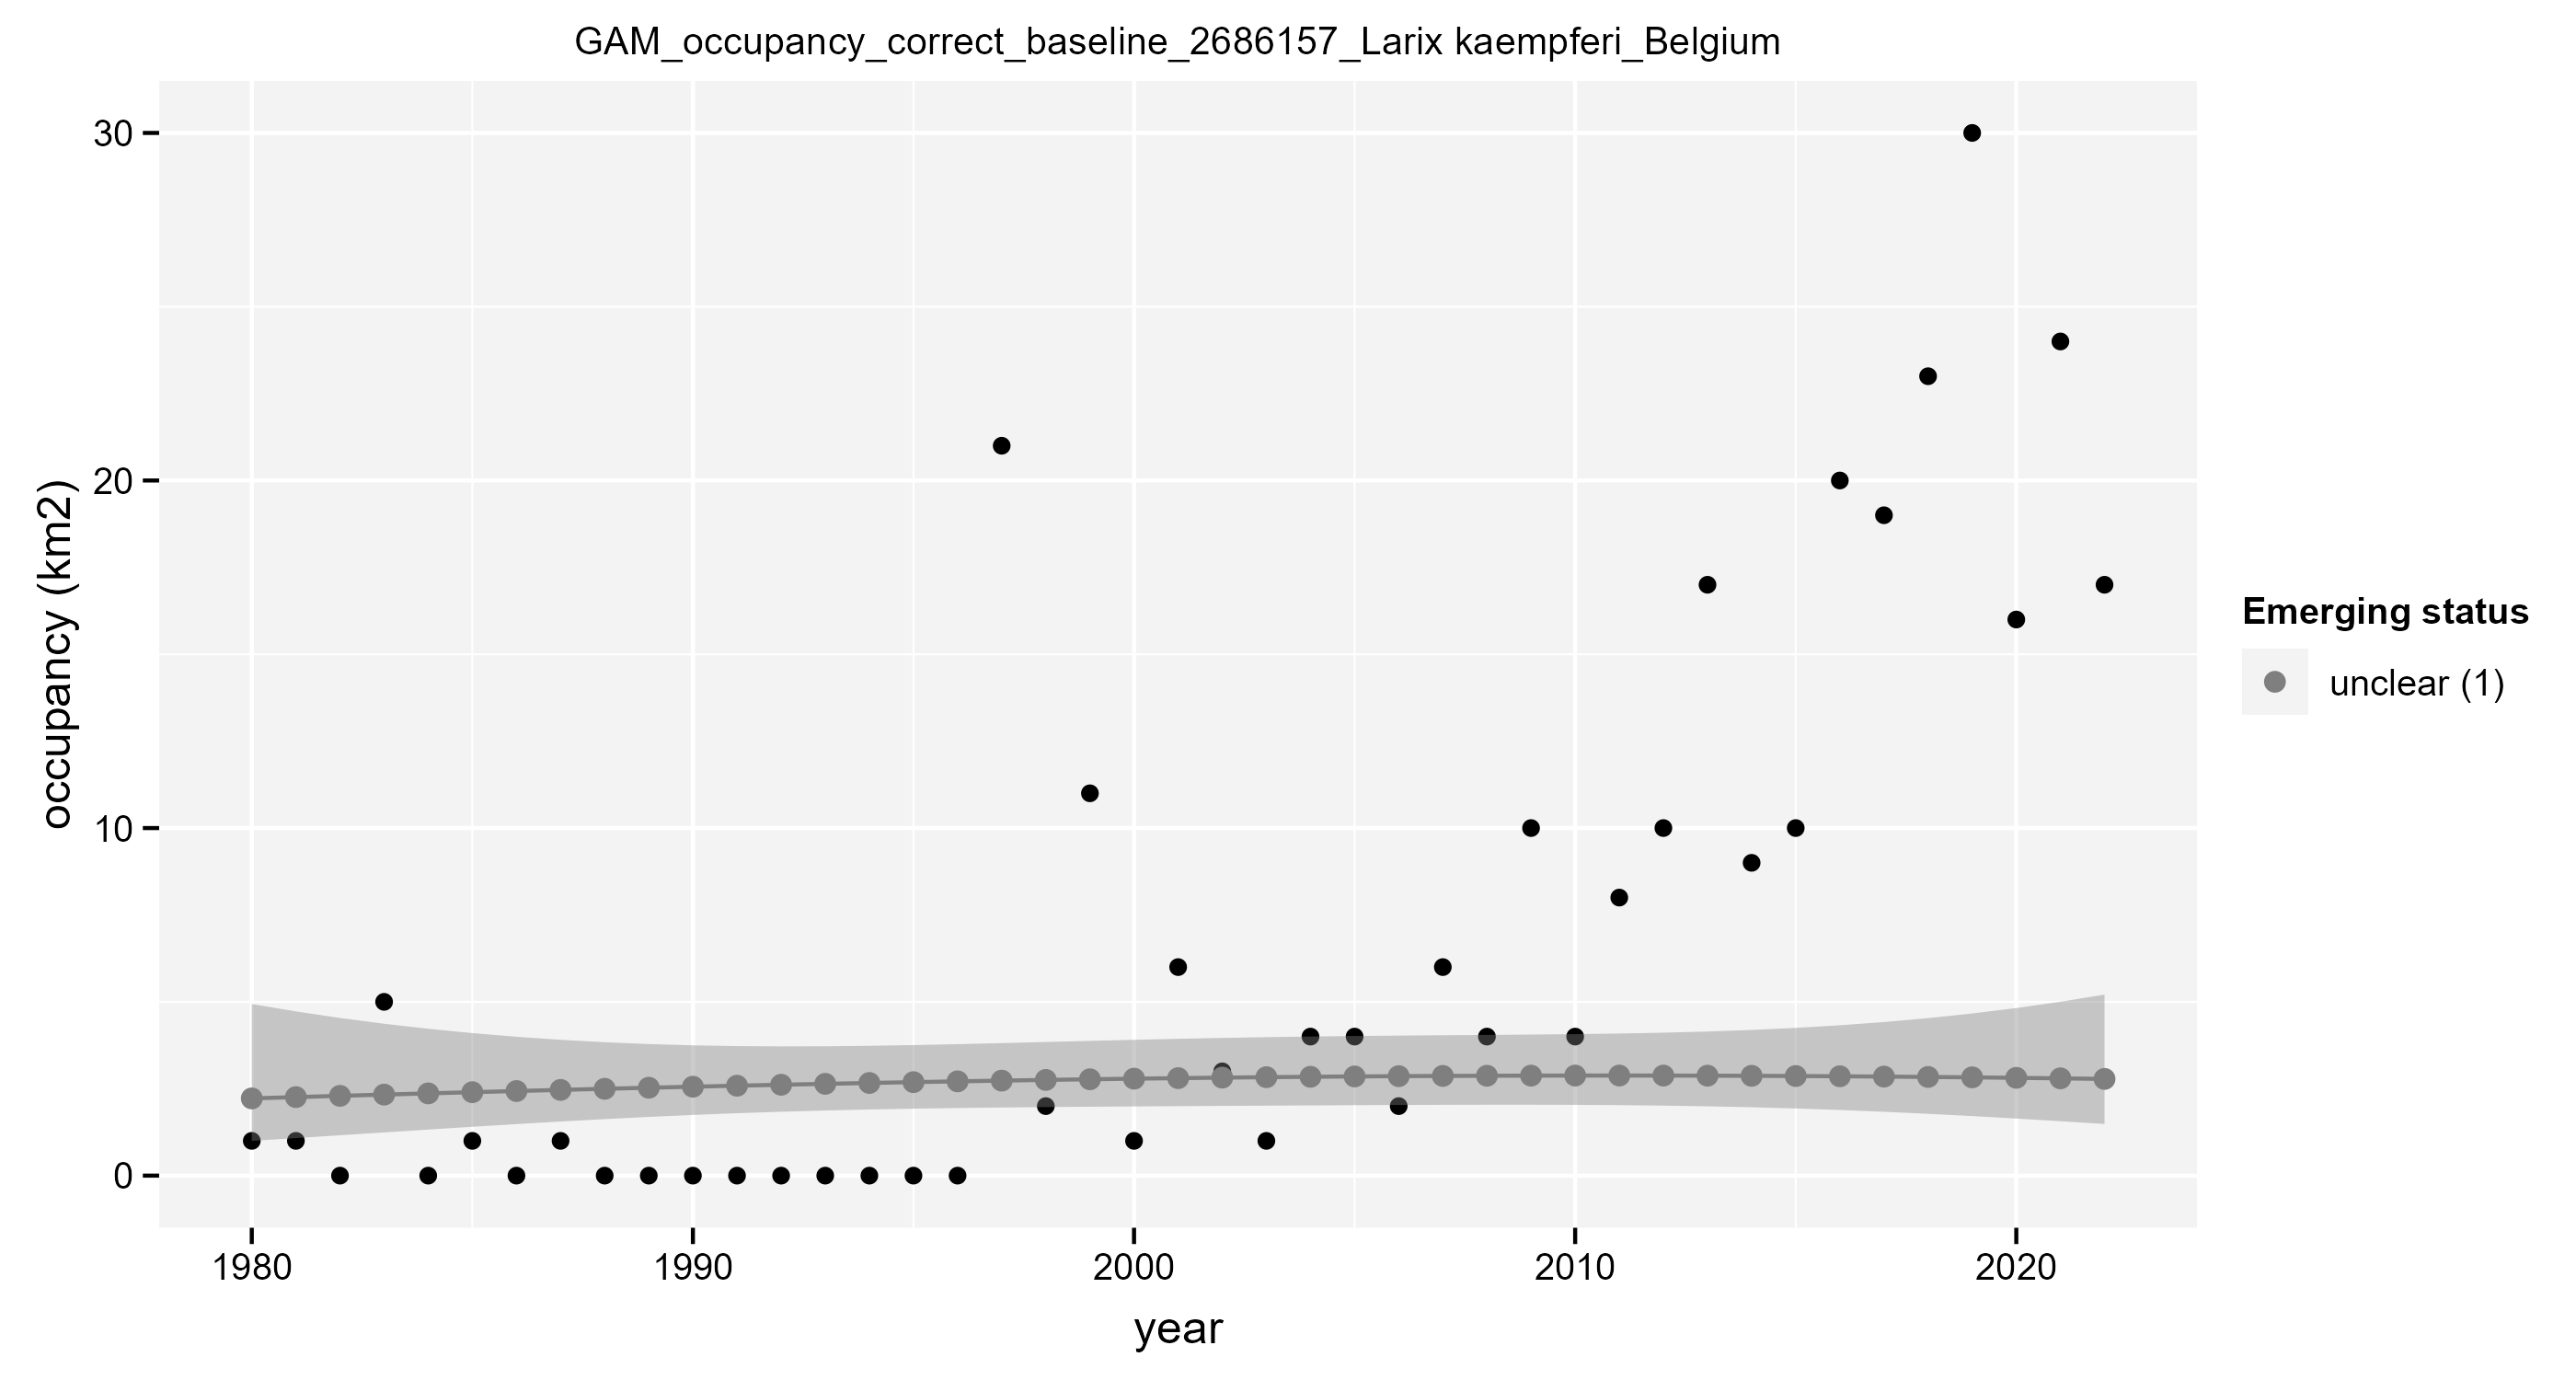 GAM_occupancy_correct_baseline_2686157_Larix kaempferi_Belgium
occupancy (km2)
30
20
10
0
1980
1990
2000
2010
2020
year
Emerging status
unclear (1)